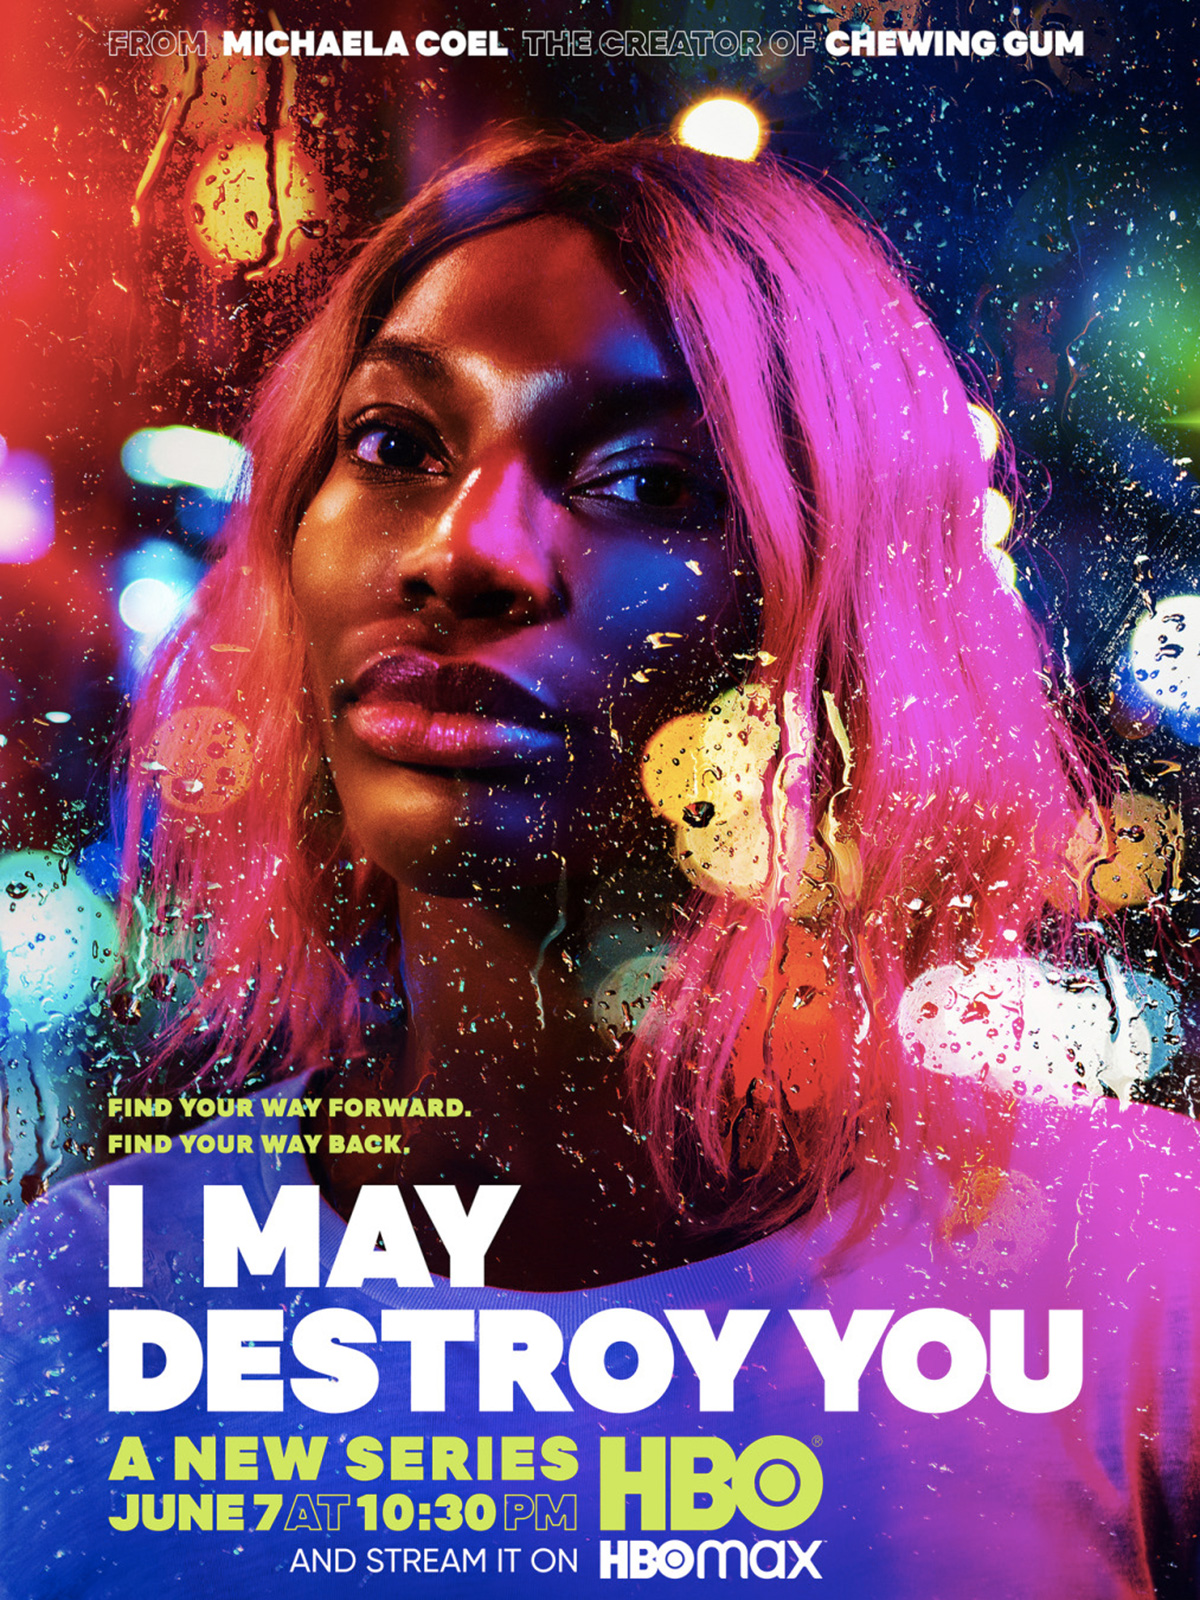 FROM MICHAELA COEL THE CREATOR OF CHEWING GUM
FIND YOUR WAY FORWARD.
FIND YOUR WAY BACK.
I MAY
DESTROY YOU
A NEW SERIES
JUNE 7 AT 10:30 PM
HBO®
AND STREAM IT ON HBOmax